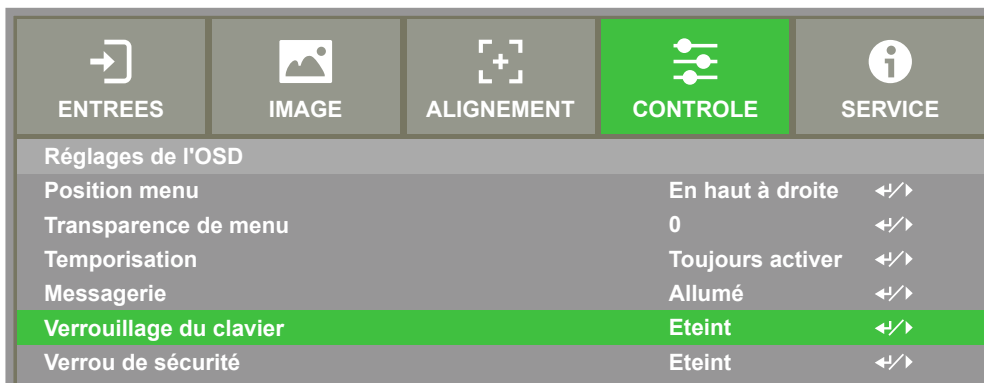 ENTREES IMAGE ALIGNEMENT CONTROLE SERVICE
Réglages de l'OSD
Position menu En haut à droite
Transparence de menu 0
Temporisation Toujours activer
Messagerie Allumé
Verrouillage du clavier Eteint
Verrou de sécurité Eteint